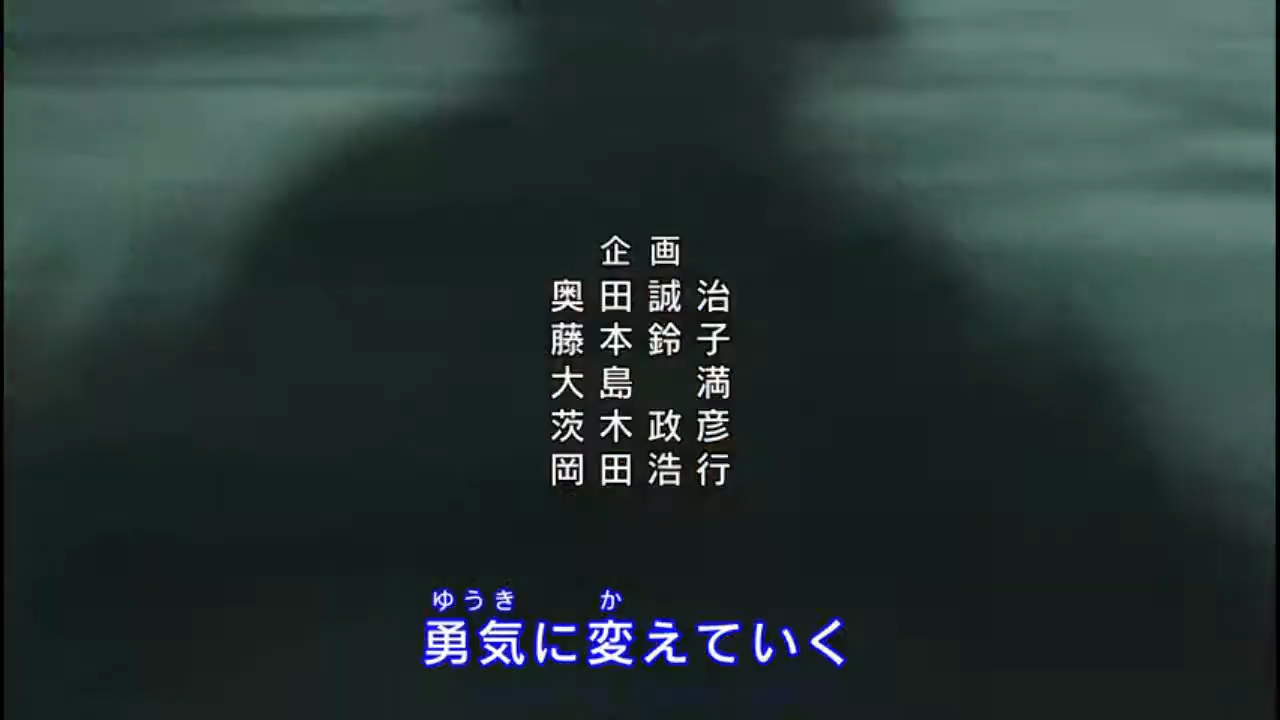 企画
奥田誠治
藤本鈴子
大島 満
茨木政彦
岡田浩行
ゆうき か
勇気に変えていく